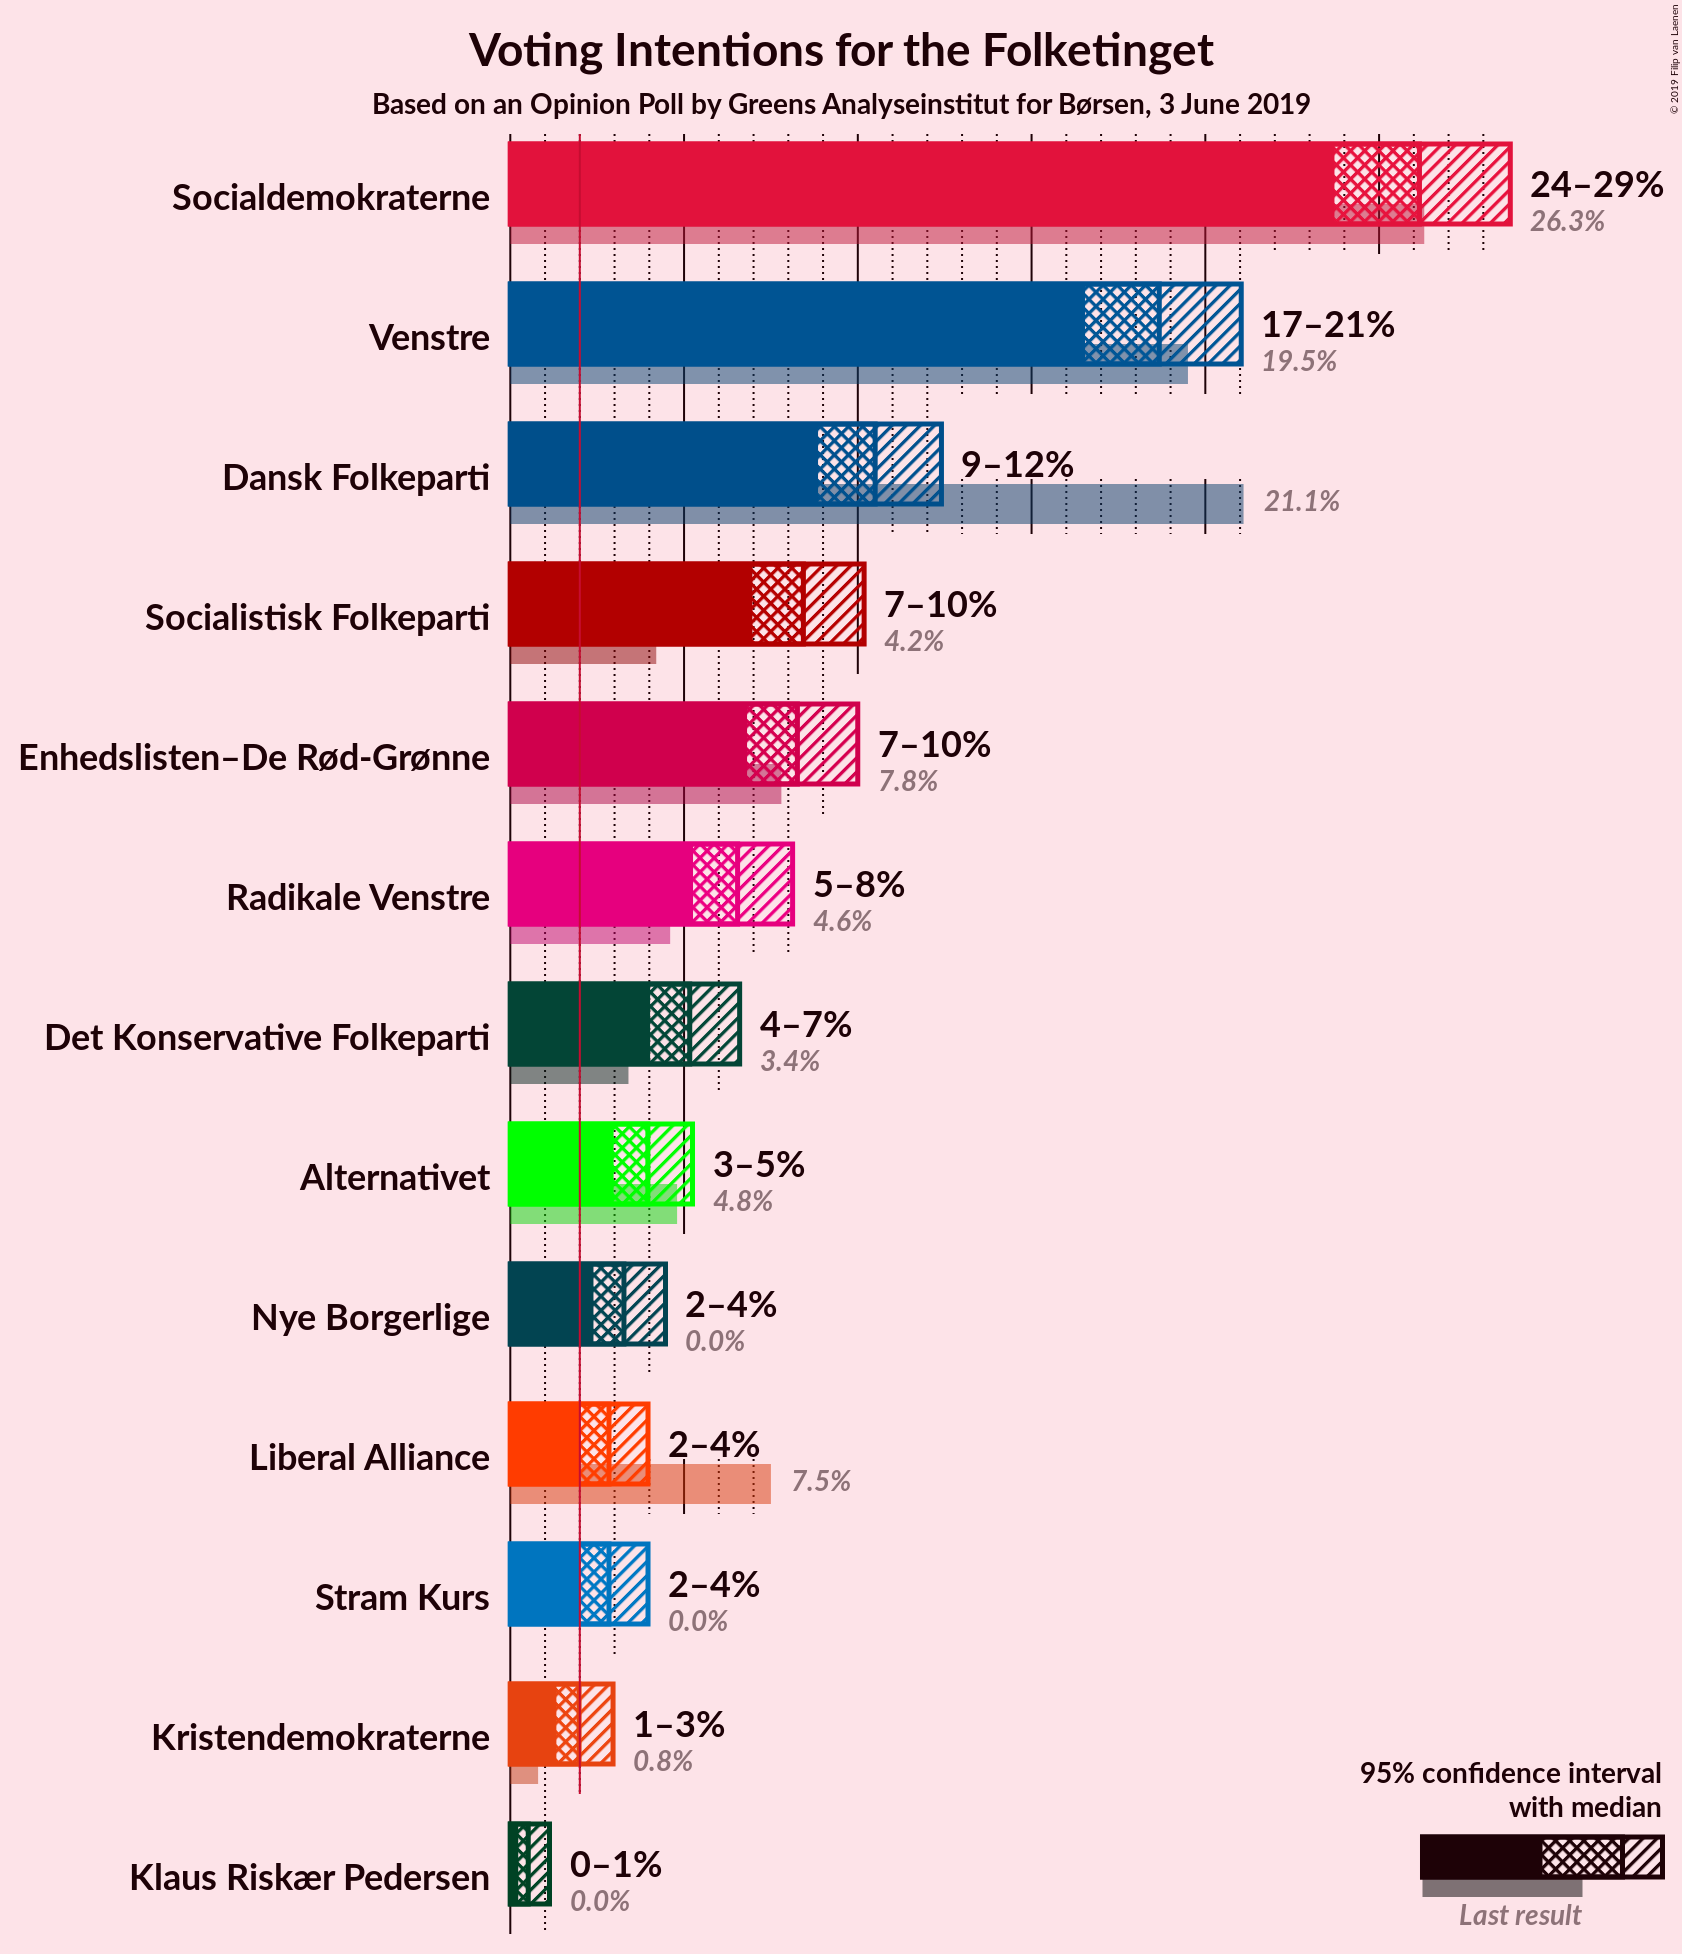 Voting Intentions for the Folketinget
Based on an Opinion Poll by Greens Analyseinstitut for Børsen, 3 June 2019
© 2019 Filip van Laenen
Socialdemokraterne
24–29%
26.3%
Venstre
17–21%
19.5%
Dansk Folkeparti
9–12%
21.1%
Socialistisk Folkeparti
7–10%
4.2%
Enhedslisten–De Rød-Grønne
7–10%
7.8%
Radikale Venstre
5–8%
4.6%
Det Konservative Folkeparti
4–7%
3.4%
Alternativet
3–5%
4.8%
Nye Borgerlige
2–4%
0.0%
Liberal Alliance
2–4%
7.5%
Stram Kurs
2–4%
0.0%
Kristendemokraterne
1–3%
0.8%
Klaus Riskær Pedersen
0–1%
0.0%
95% confidence interval
with median
Last result